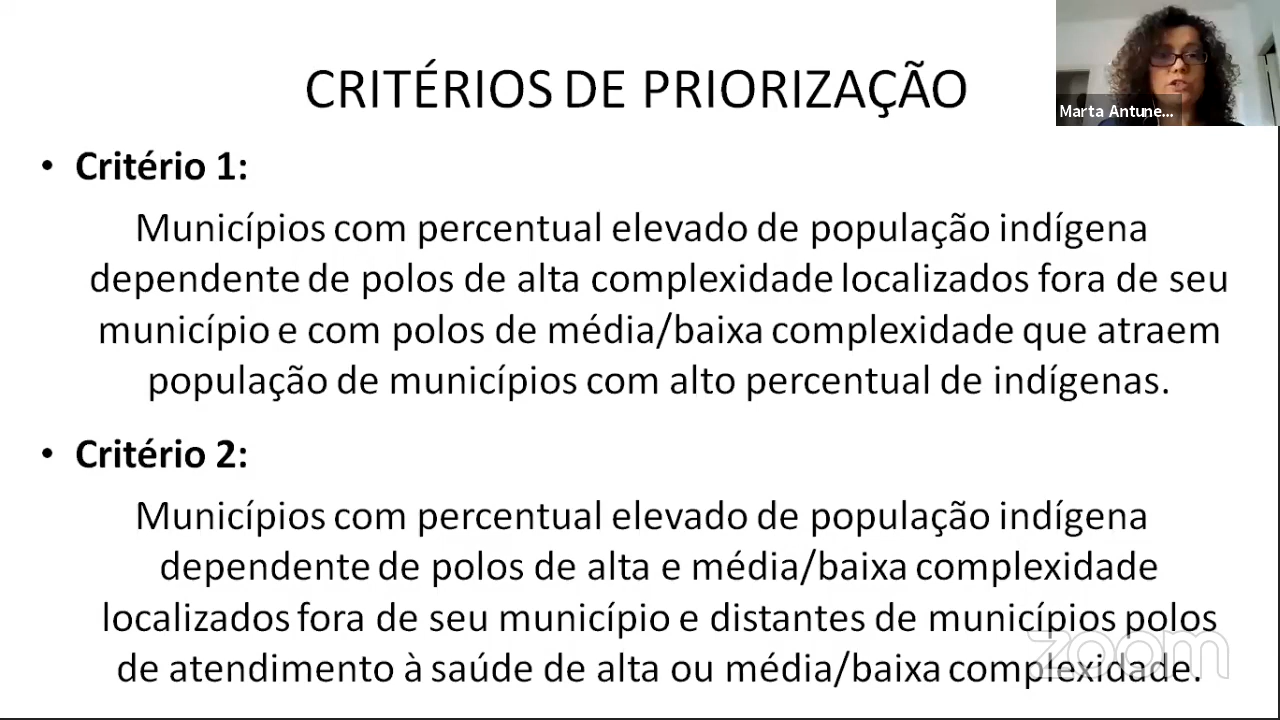 CRITÉRIOS DE PRIORIZAÇÃO
Marta Antune...
• Critério 1:
Municípios com percentual elevado de população indígena
dependente de polos de alta complexidade localizados fora de seu
município e com polos de média/baixa complexidade que atraem
população de municípios com alto percentual de indígenas.
• Critério 2:
Municípios com percentual elevado de população indígena
dependente de polos de alta e média/baixa complexidade
localizados fora de seu município e distantes de municípios polos
de atendimento à saúde de alta ou média/baixa complexidade.
zoom